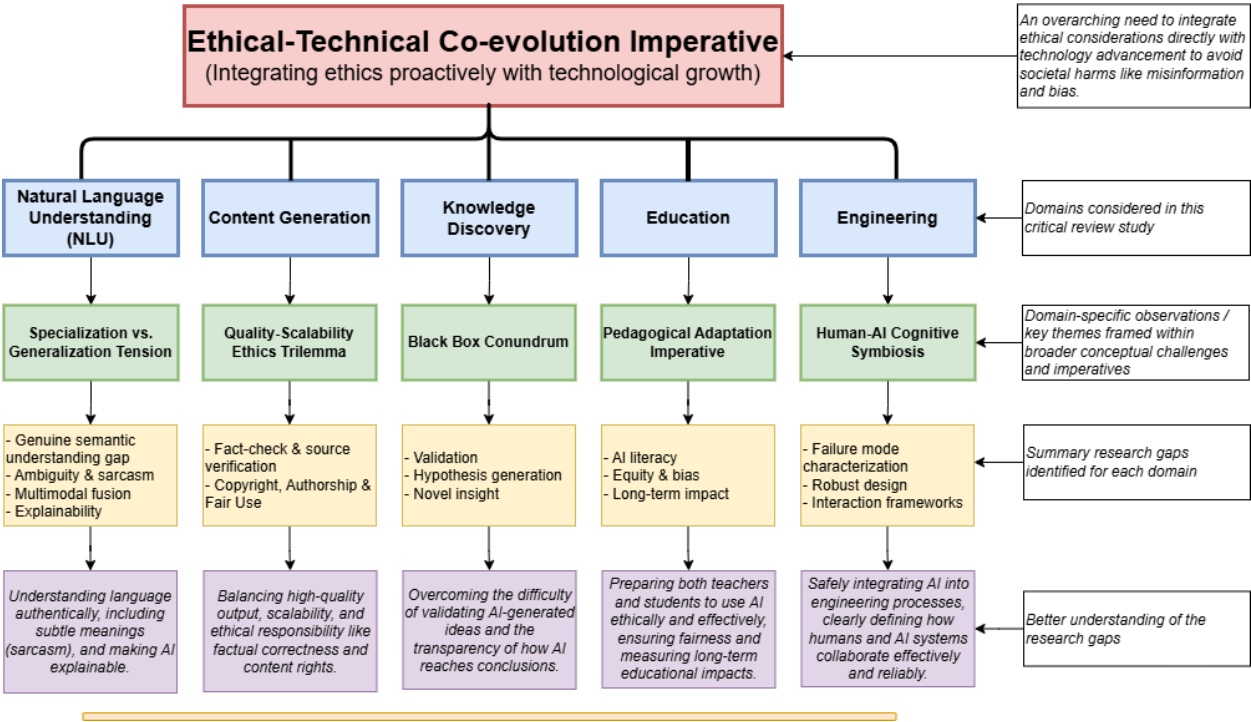 Ethical-Technical Co-evolution Imperative
(Integrating ethics proactively with technological growth)
An overarching need to integrate
ethical considerations directly with
technology advancement to avoid
societal harms like misinformation
and bias.
Natural Language
Understanding
(NLU)
Content Generation
Knowledge
Discovery
Education
Engineering
Domains considered in this
critical review study
Specialization vs.
Generalization Tension
Quality-Scalability
Ethics Trilemma
Black Box Conundrum
Pedagogical Adaptation
Imperative
Human-AI Cognitive
Symbiosis
Domain-specific observations /
key themes framed within
broader conceptual challenges
and imperatives
- Genuine semantic
understanding gap
- Ambiguity & sarcasm
- Multimodal fusion
- Explainability
- Fact-check & source
verification
- Copyright, Authorship &
Fair Use
- Validation
- Hypothesis generation
- Novel insight
- AI literacy
- Equity & bias
- Long-term impact
- Failure mode
characterization
- Robust design
- Interaction frameworks
Summary research gaps
identified for each domain
Understanding language
authentically, including
subtle meanings
(sarcasm), and making AI
explainable.
Balancing high-quality
output, scalability, and
ethical responsibility like
factual correctness and
content rights.
Overcoming the difficulty
of validating AI-generated
ideas and the
transparency of how AI
reaches conclusions.
Preparing both teachers
and students to use AI
ethically and effectively,
ensuring fairness and
measuring long-term
educational impacts.
Safely integrating AI into
engineering processes,
clearly defining how
humans and AI systems
collaborate effectively
and reliably.
Better understanding of the
research gaps